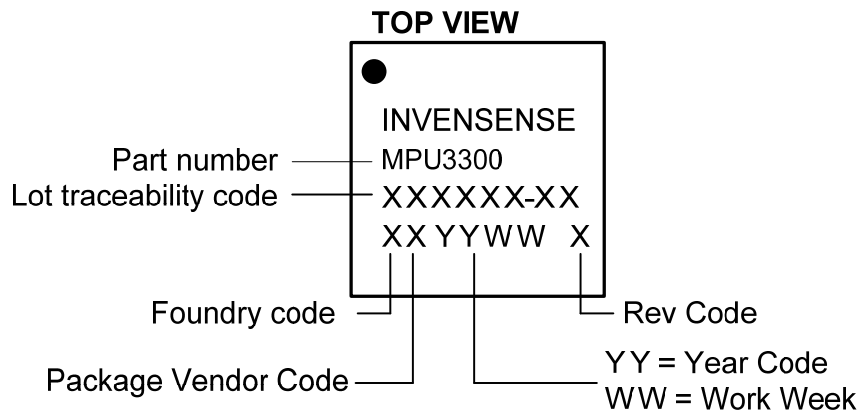 TOP VIEW
INVENSENSE
Part number
MPU3300
Lot traceability code
XXXXXX-XX
XX YYWW X
Foundry code
Rev Code
Package Vendor Code
YY = Year Code
WW = Work Week